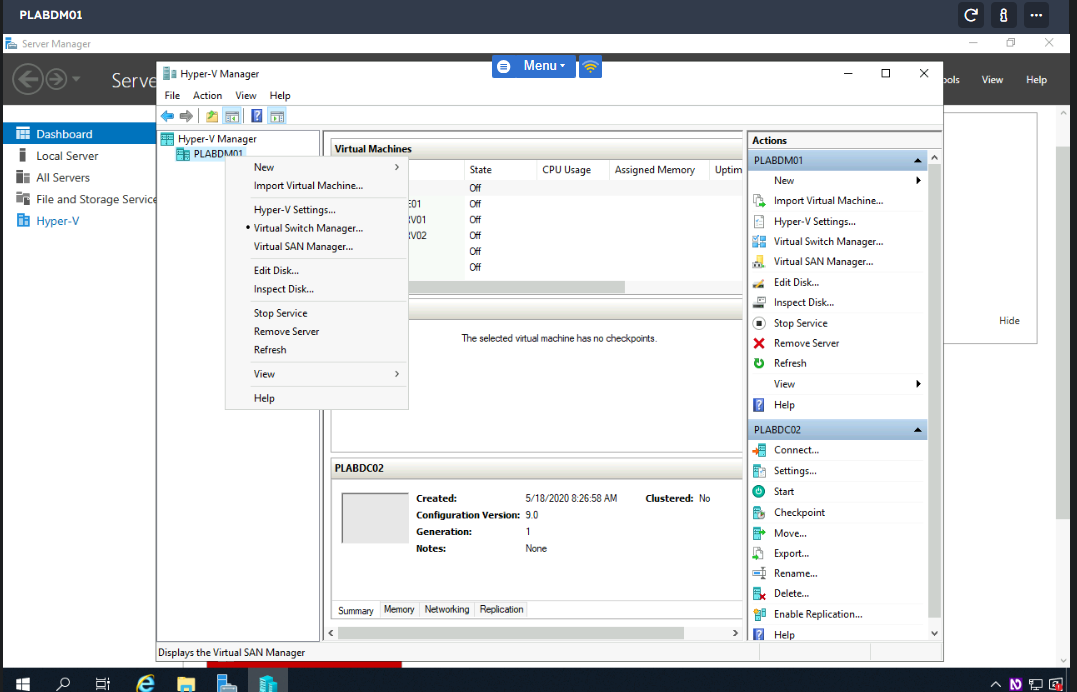 PLABDM01
Server Manager
Serve
ools
View
Help
Hyper-V Manager
Menu
File
Action
View
Help
Dashboard
Local Server
All Servers
File and Storage Service
Hyper-V
Hyper-V Manager
PLABDM01
New
Import Virtual Machine...
Hyper-V Settings...
Virtual Switch Manager...
Virtual SAN Manager...
Edit Disk...
Inspect Disk...
Stop Service
Remove Server
Refresh
View
Help
Virtual Machines
State
CPU Usage
Assigned Memory
Uptim
Off
E01
Off
RV01
Off
RV02
Off
Off
Off
The selected virtual machine has no checkpoints.
PLABDC02
Created: 5/18/2020 8:26:58 AM
Clustered: No
Configuration Version: 9.0
Generation: 1
Notes: None
Summary
Memory
Networking
Replication
Actions
PLABDM01
New
Import Virtual Machine...
Hyper-V Settings...
Virtual Switch Manager...
Virtual SAN Manager...
Edit Disk...
Inspect Disk...
Stop Service
Remove Server
Refresh
View
Help
PLABDC02
Connect...
Settings...
Start
Checkpoint
Move...
Export...
Rename...
Delete...
Enable Replication...
Help
Hide
Displays the Virtual SAN Manager